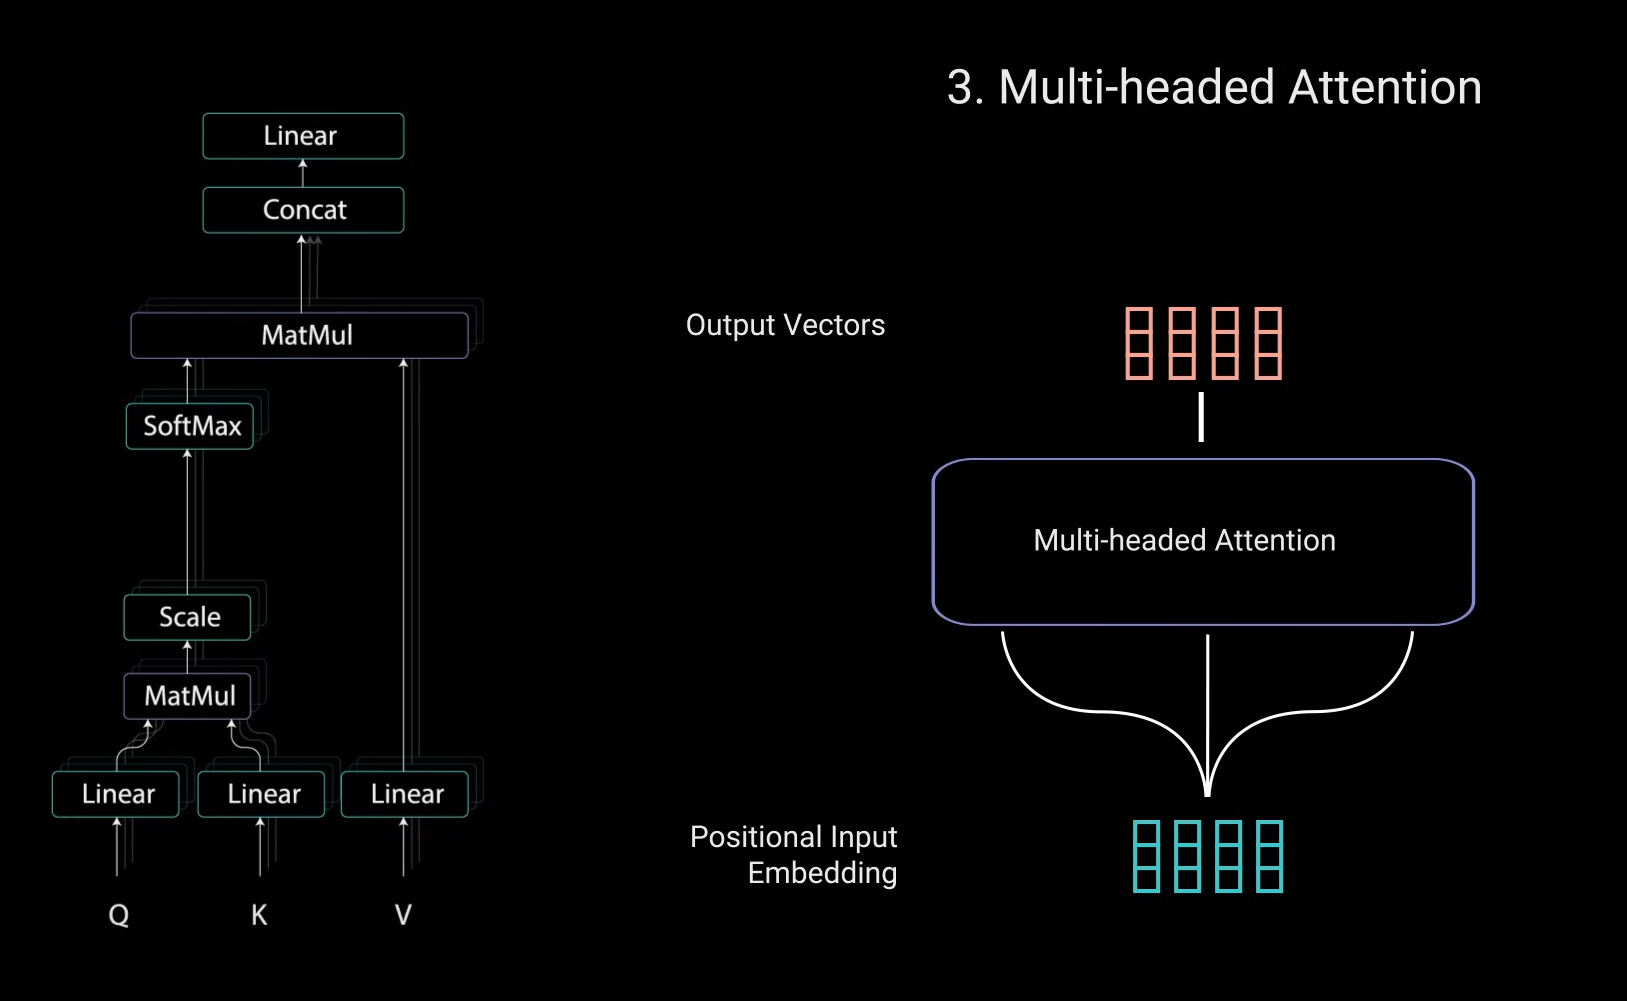 3. Multi-headed Attention
Linear
Concat
MatMul
SoftMax
Scale
MatMul
Linear
Linear
Linear
Q
K
V
Output Vectors
Multi-headed Attention
Positional Input
Embedding